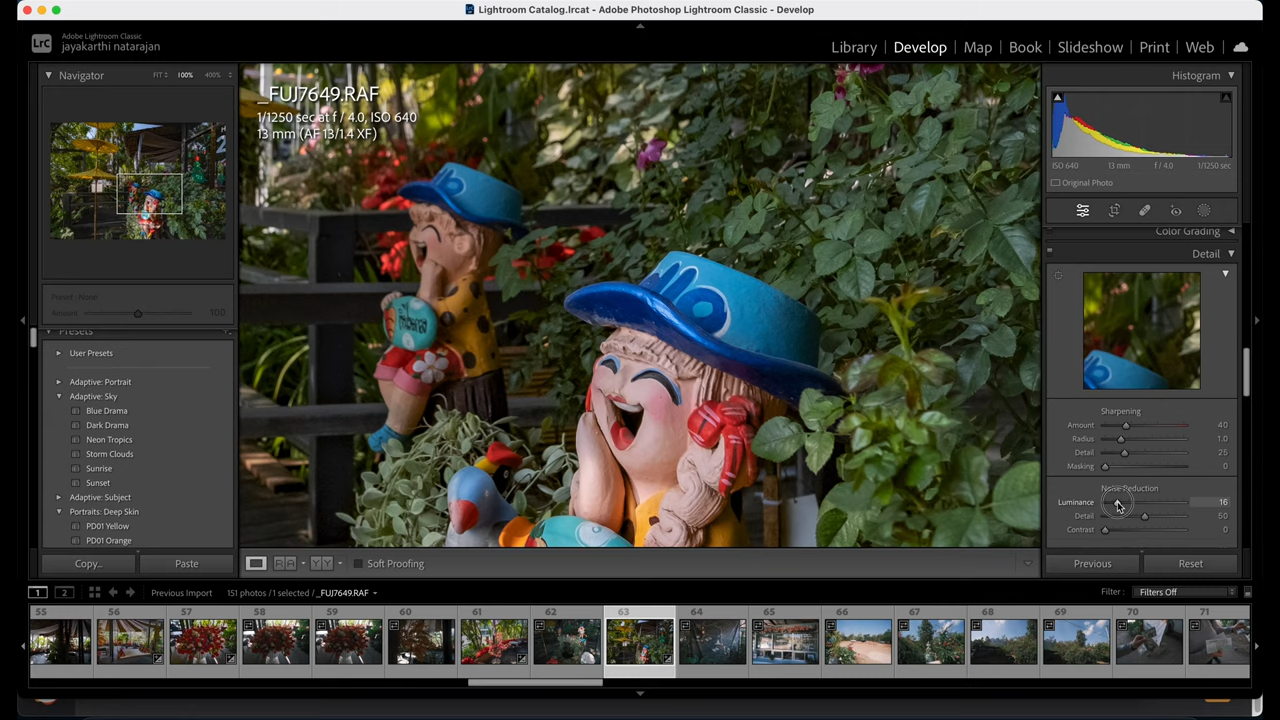 Lightroom Catalog.lrcat - Adobe Photoshop Lightroom Classic - Develop
LrC
Adobe Lightroom Classic
jayakarthi natarajan
Library | Develop | Map | Book | Slideshow | Print | Web
Navigator
FIT
100%
400%
Histogram
_FUJ7649.RAF
1/1250 sec at f / 4.0, ISO 640
13 mm (AF 13/1.4 XF)
ISO 640
13 mm
f / 4.0
1/1250 sec
Original Photo
Color Grading
Detail
Preset : None
Amount
100
Presets
User Presets
Adaptive: Portrait
Adaptive: Sky
Blue Drama
Dark Drama
Neon Tropics
Storm Clouds
Sunrise
Sunset
Adaptive: Subject
Portraits: Deep Skin
PD01 Yellow
PD01 Orange
Sharpening
Amount 40
Radius 1.0
Detail 25
Masking 0
Noise Reduction
Luminance 16
Detail 50
Contrast 0
Copy...
Paste
R A
Y Y
Soft Proofing
Previous
Reset
1
2
Previous Import
151 photos / 1 selected / _FUJ7649.RAF
Filter :
Filters Off
55
56
57
58
59
60
61
62
63
64
65
66
67
68
69
70
71